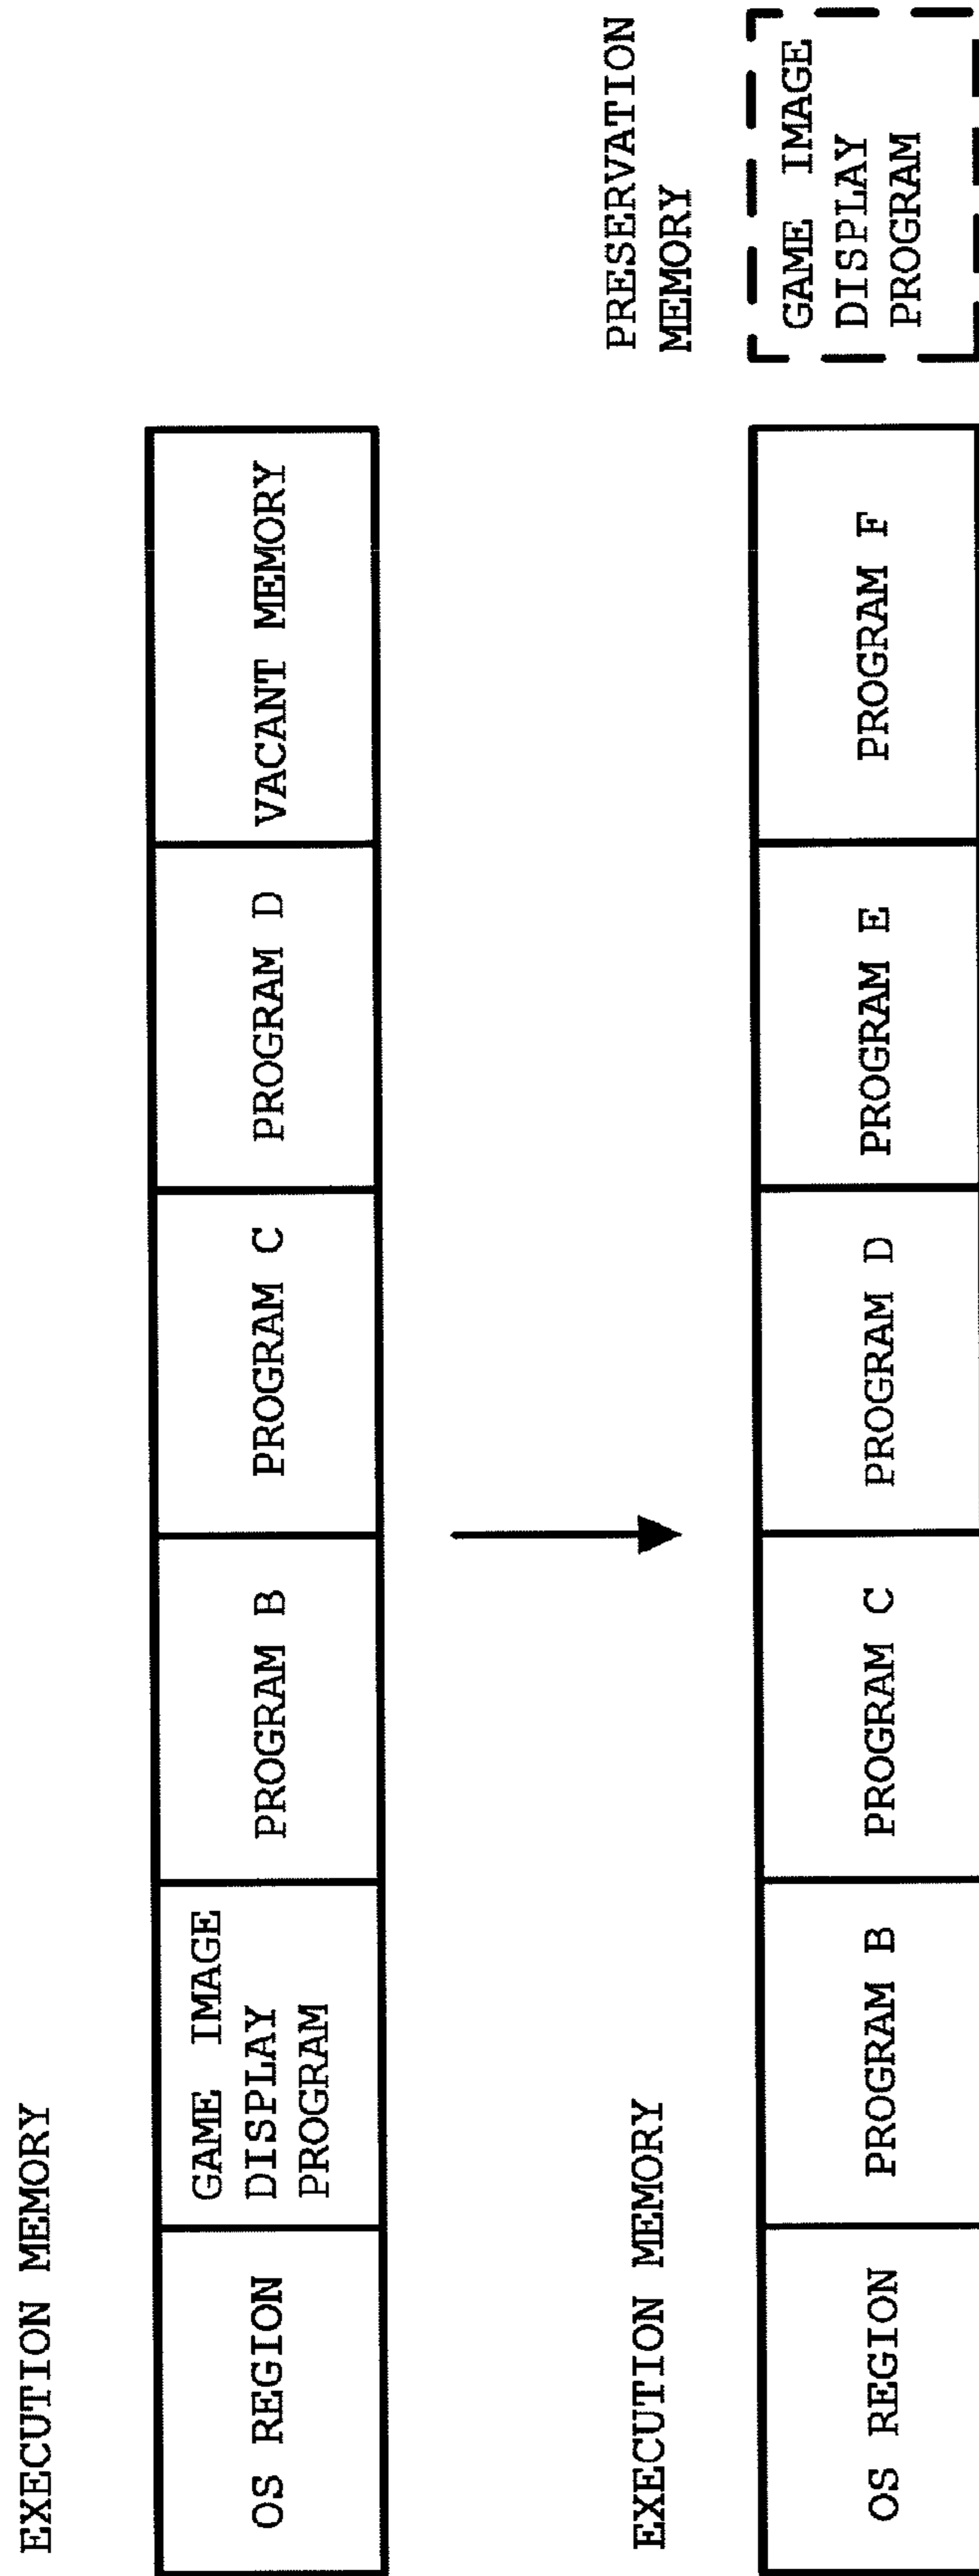 EXECUTION MEMORY
OS REGION
GAME IMAGE
DISPLAY
PROGRAM
PROGRAM B
PROGRAM C
PROGRAM D
VACANT MEMORY
EXECUTION MEMORY
PRESERVATION
MEMORY
OS REGION
PROGRAM B
PROGRAM C
PROGRAM D
PROGRAM E
PROGRAM F
GAME IMAGE
DISPLAY
PROGRAM